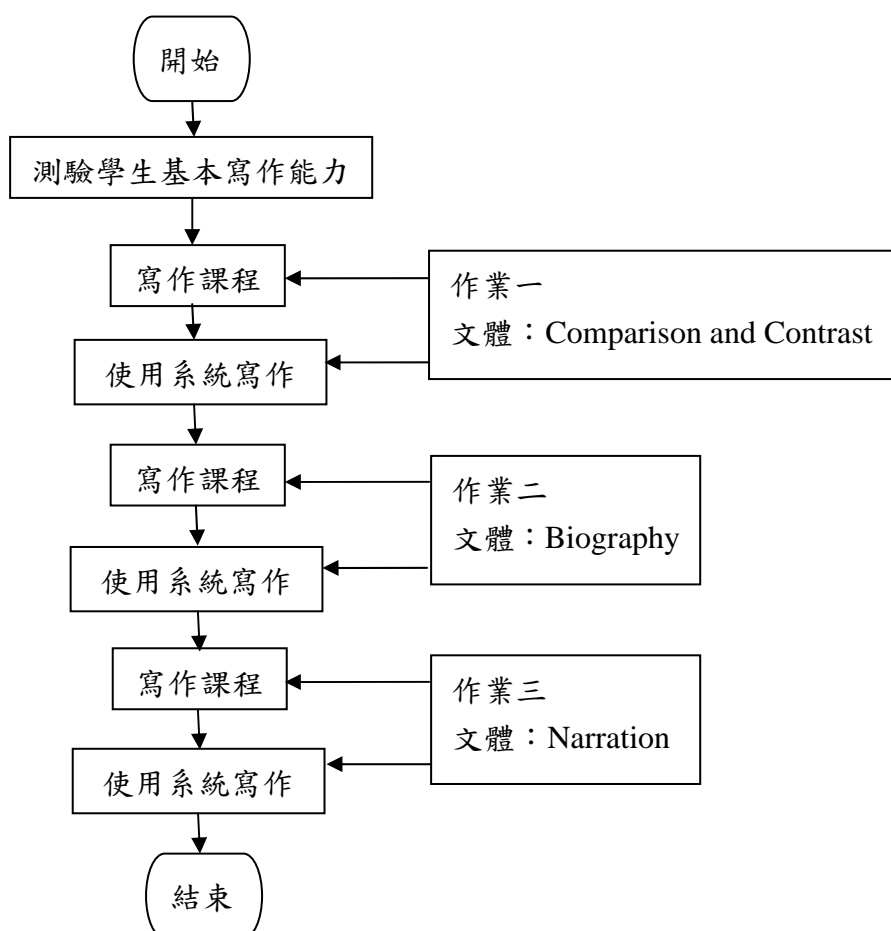 開始
測驗學生基本寫作能力
寫作課程
作業一
文體：Comparison and Contrast
使用系統寫作
寫作課程
作業二
文體：Biography
使用系統寫作
寫作課程
作業三
文體：Narration
使用系統寫作
結束